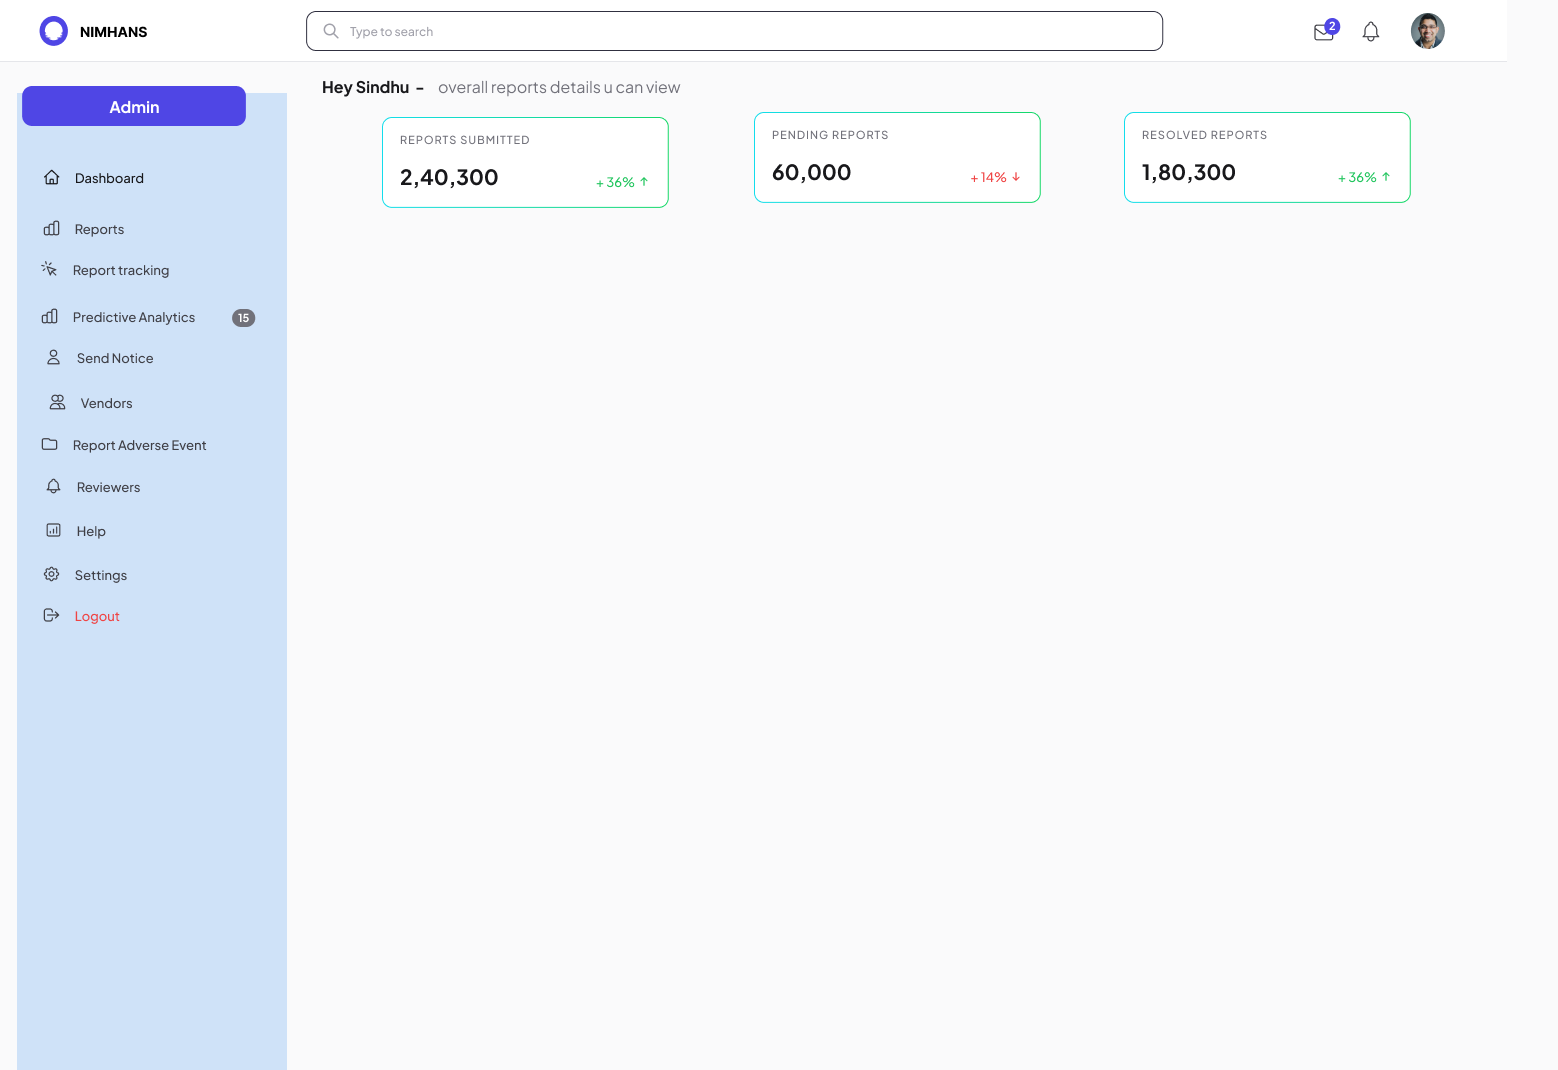 NIMHANS
Type to search
2
Admin
Hey Sindhu - overall reports details u can view
REPORTS SUBMITTED
2,40,300
+ 36% ↑
PENDING REPORTS
60,000
+ 14% ↓
RESOLVED REPORTS
1,80,300
+ 36% ↑
Dashboard
Reports
Report tracking
Predictive Analytics 15
Send Notice
Vendors
Report Adverse Event
Reviewers
Help
Settings
Logout